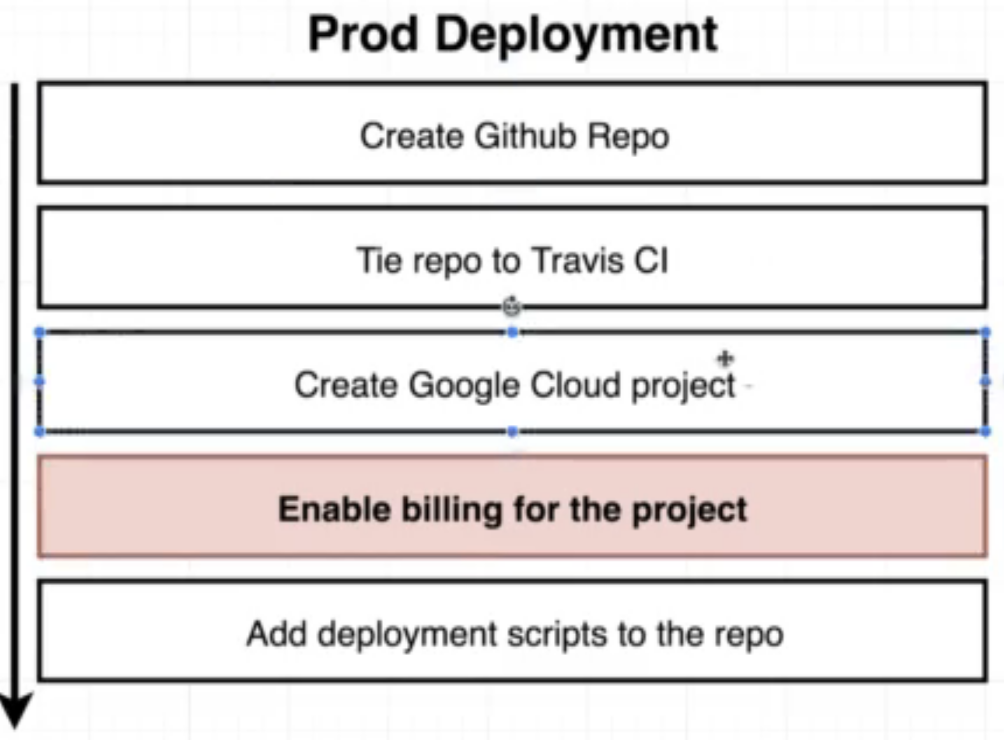 Prod Deployment
Create Github Repo
Tie repo to Travis CI
Create Google Cloud project
Enable billing for the project
Add deployment scripts to the repo